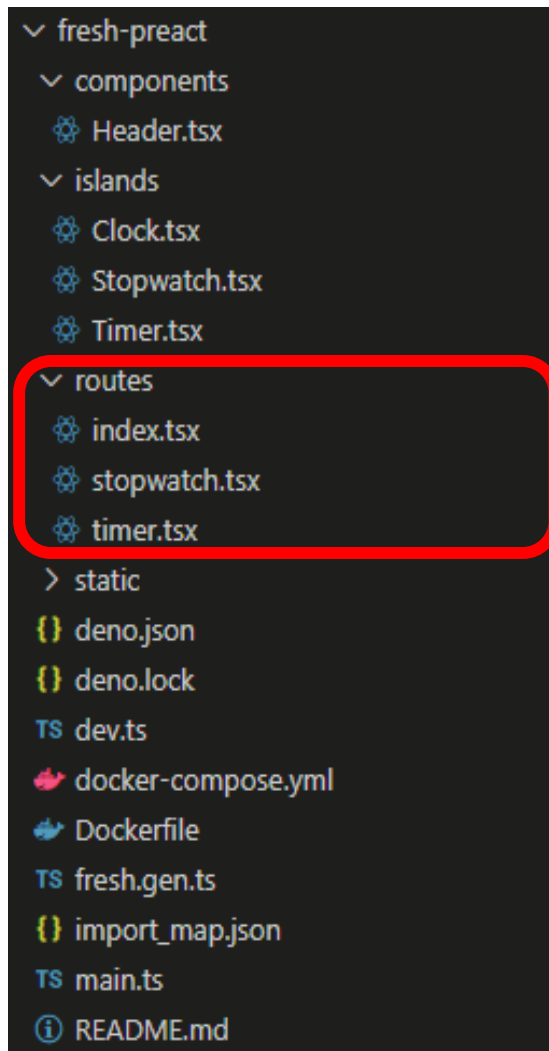 fresh-preact
components
Header.tsx
islands
Clock.tsx
Stopwatch.tsx
Timer.tsx
routes
index.tsx
stopwatch.tsx
timer.tsx
static
{} deno.json
{} deno.lock
TS dev.ts
docker-compose.yml
Dockerfile
TS fresh.gen.ts
{} import_map.json
TS main.ts
README.md